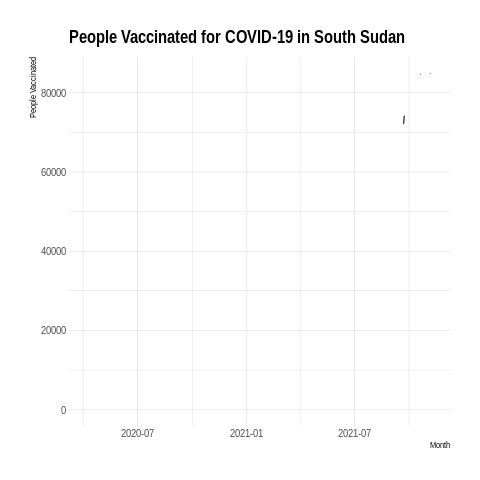 People Vaccinated for COVID-19 in South Sudan
People Vaccinated
80000
60000
40000
20000
0
2020-07 2021-01 2021-07
Month